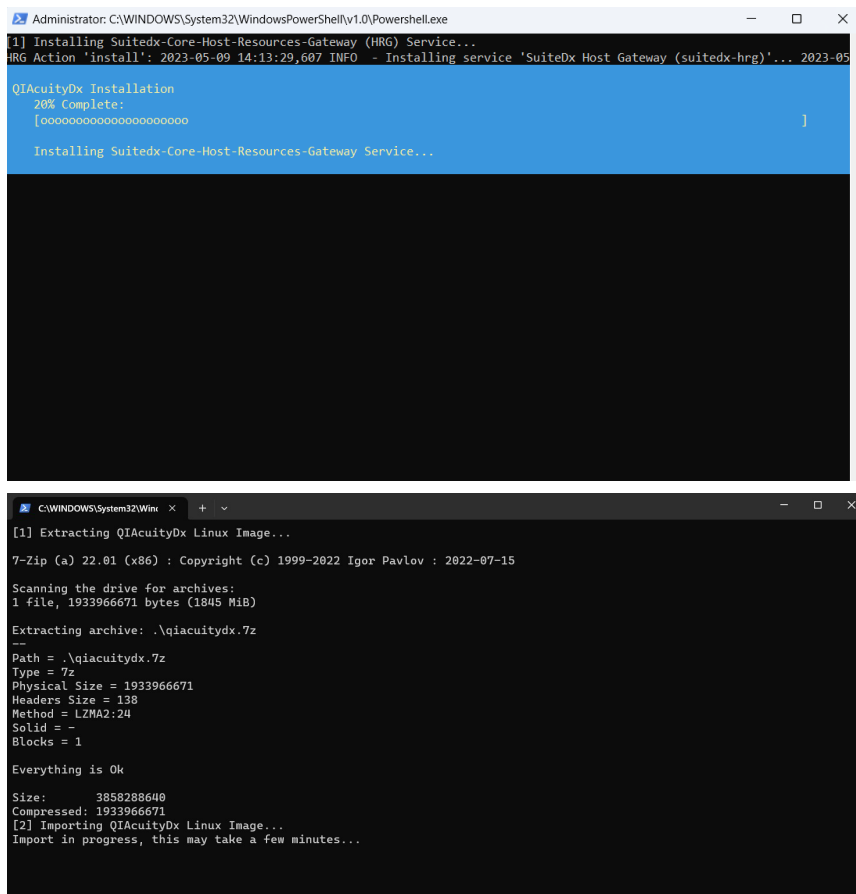 Administrator: C:\WINDOWS\System32\WindowsPowerShell\v1.0\Powershell.exe
[1] Installing Suitedx-Core-Host-Resources-Gateway (HRG) Service...
HRG Action 'install': 2023-05-09 14:13:29,607 INFO  - Installing service 'SuiteDx Host Gateway (suitedx-hrg)'... 2023-05
QIAcuityDx Installation
20% Complete:
[ooooooooooooooooooooo ]
Installing Suitedx-Core-Host-Resources-Gateway Service...
C:\WINDOWS\System32\Wind
[1] Extracting QIAcuityDx Linux Image...
7-Zip (a) 22.01 (x86) : Copyright (c) 1999-2022 Igor Pavlov : 2022-07-15
Scanning the drive for archives:
1 file, 1933966671 bytes (1845 MiB)
Extracting archive: .\qiacuitydx.7z
--
Path = .\qiacuitydx.7z
Type = 7z
Physical Size = 1933966671
Headers Size = 138
Method = LZMA2:24
Solid = -
Blocks = 1
Everything is Ok
Size:       3858288640
Compressed: 1933966671
[2] Importing QIAcuityDx Linux Image...
Import in progress, this may take a few minutes...